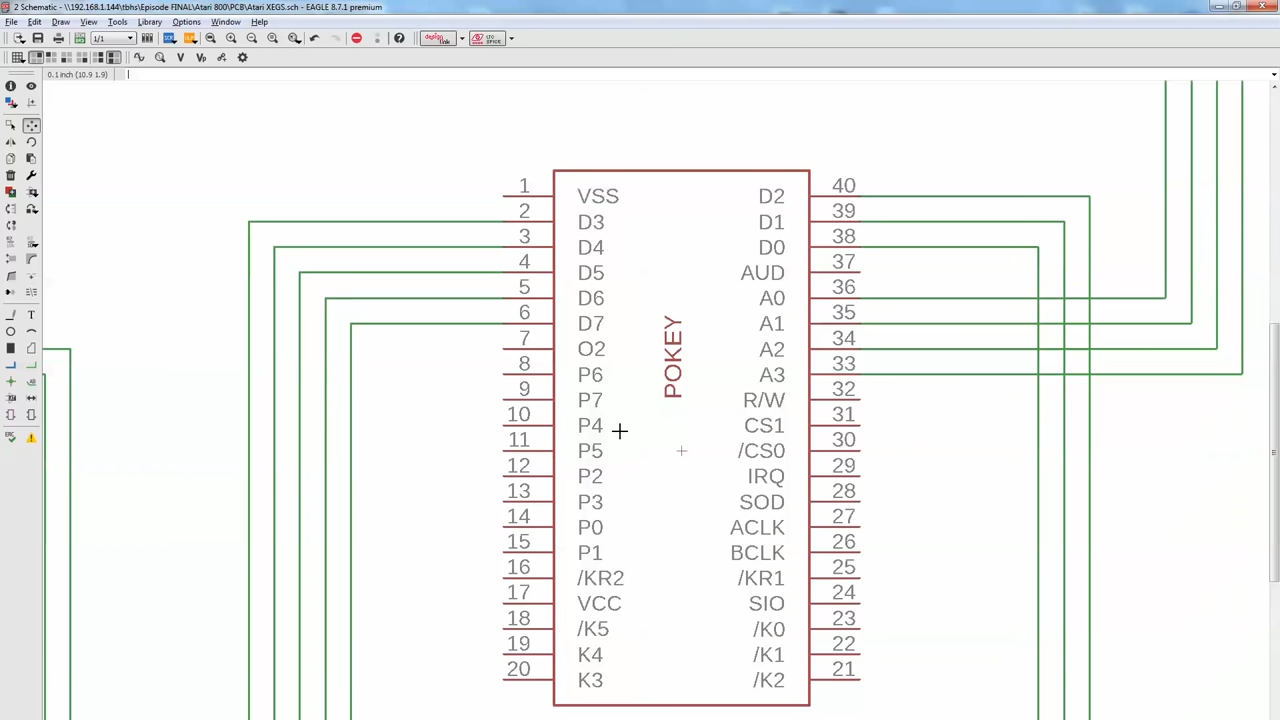 2 Schematic - \\192.168.1.144\tbhs\Episode FINAL\Atari 800\PCB\Atari XEGS.sch - EAGLE 8.7.1 premium
File Edit Draw View Tools Library Options Window Help
1/1 design link LTC SPICE
0.1 inch (10.9 1.9)
1 VSS D2 40
2 D3 D1 39
3 D4 D0 38
4 D5 AUD 37
5 D6 A0 36
6 D7 A1 35
7 O2 A2 34
8 P6 A3 33
POKEY
9 P7 R/W 32
10 P4 CS1 31
11 P5 /CS0 30
12 P2 IRQ 29
13 P3 SOD 28
14 P0 ACLK 27
15 P1 BCLK 26
16 /KR2 /KR1 25
17 VCC SIO 24
18 /K5 /K0 23
19 K4 /K1 22
20 K3 /K2 21